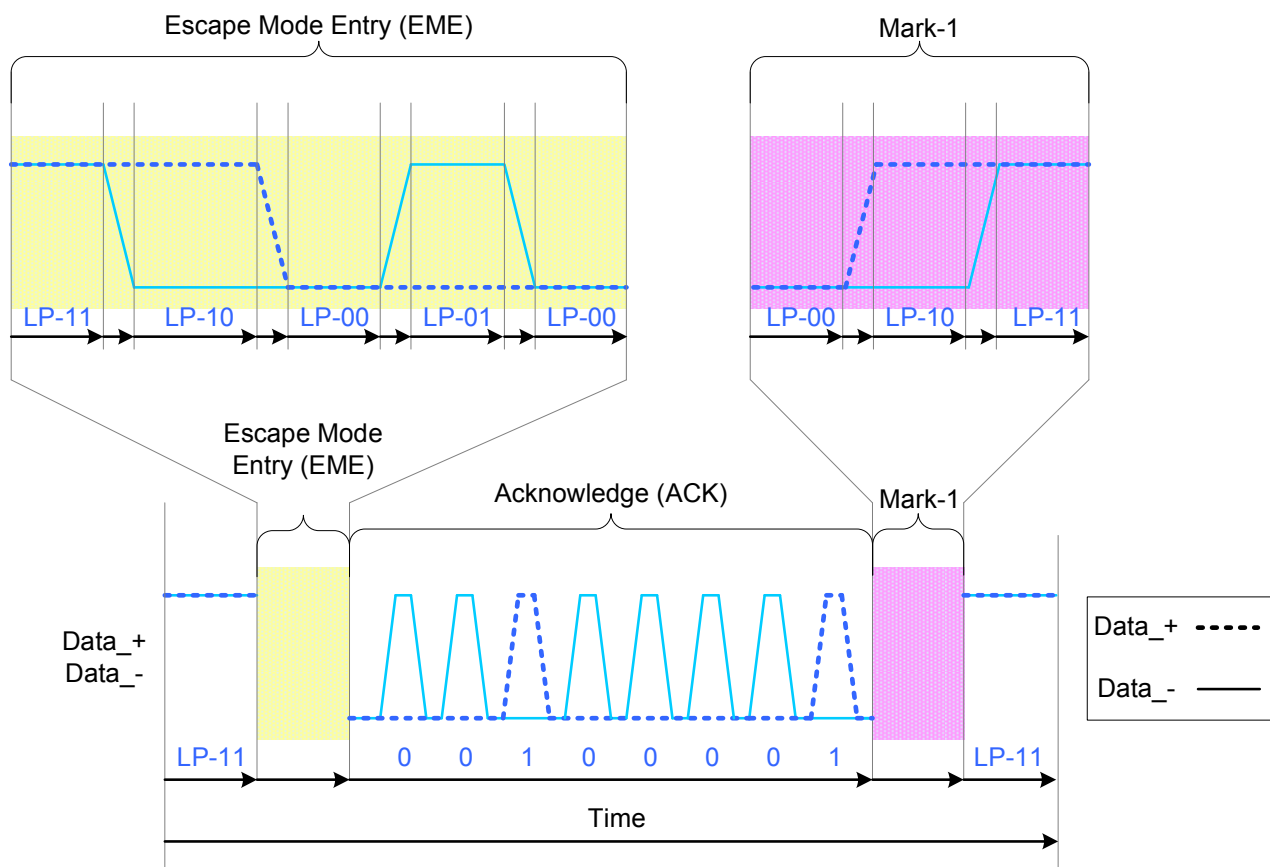 Escape Mode Entry (EME)
Mark-1
LP-11 LP-10 LP-00 LP-01 LP-00
LP-00 LP-10 LP-11
Escape Mode
Entry (EME)
Acknowledge (ACK)
Mark-1
Data_+
Data_-
LP-11 0 0 1 0 0 0 0 1 LP-11
Time
Data_+
Data_-